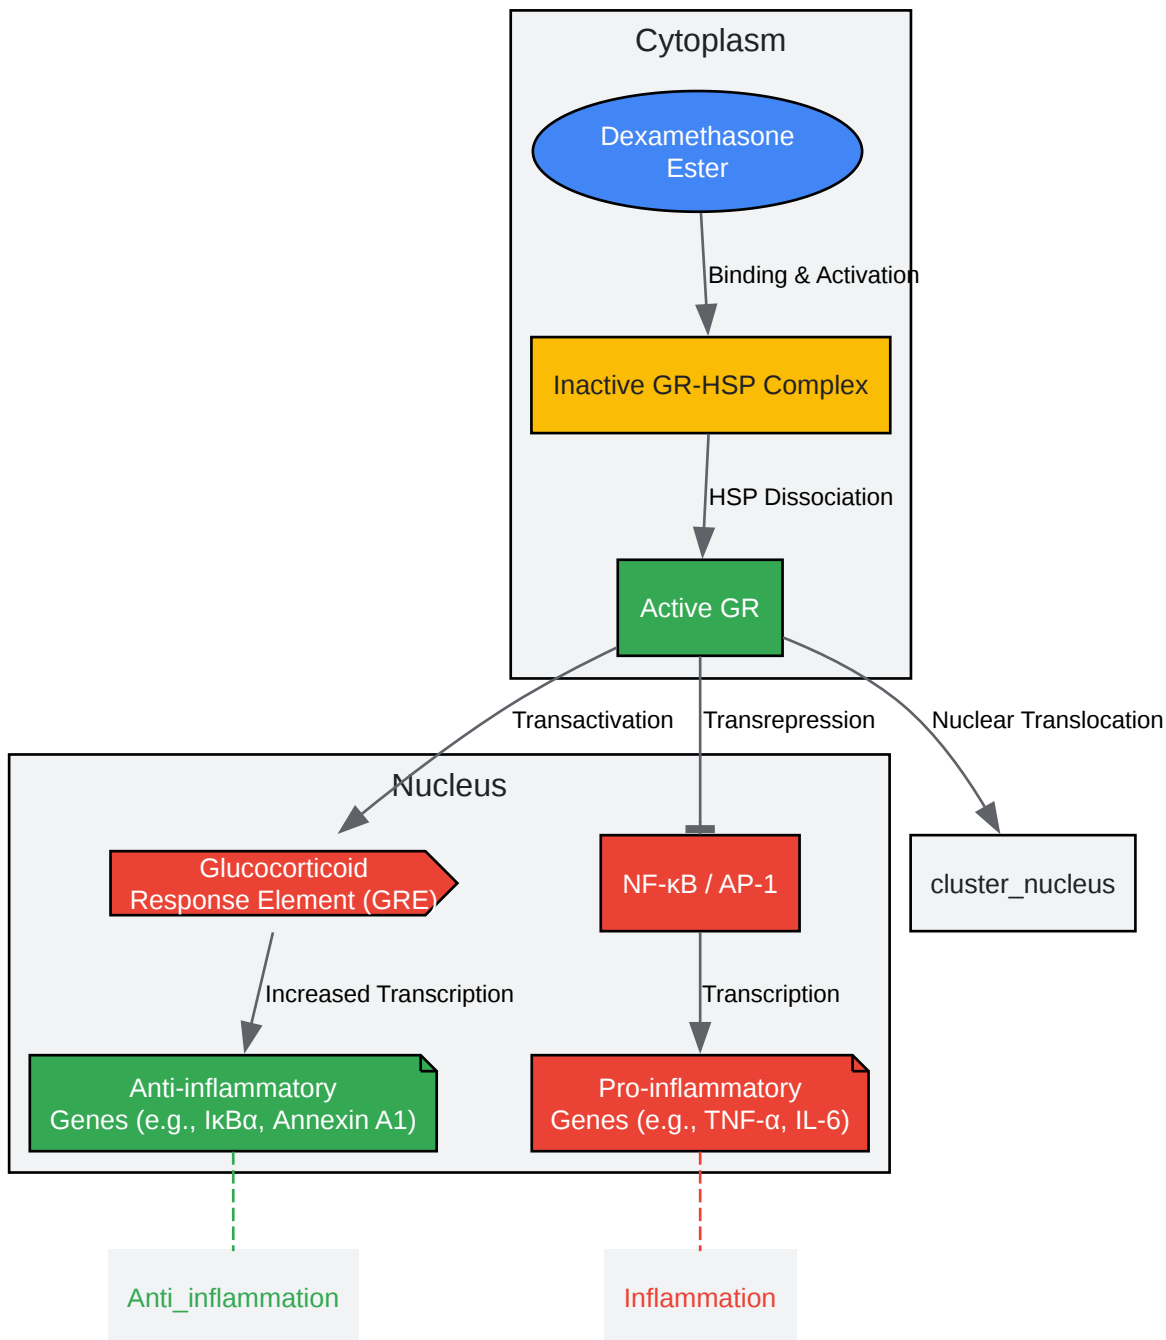 Cytoplasm
Dexamethasone
Ester
Binding & Activation
Inactive GR-HSP Complex
HSP Dissociation
Active GR
Transactivation
Transrepression
Nuclear Translocation
Nucleus
Glucocorticoid
Response Element (GRE)
NF-κB / AP-1
cluster_nucleus
Increased Transcription
Transcription
Anti-inflammatory
Genes (e.g., IκBα, Annexin A1)
Pro-inflammatory
Genes (e.g., TNF-α, IL-6)
Anti_inflammation
Inflammation